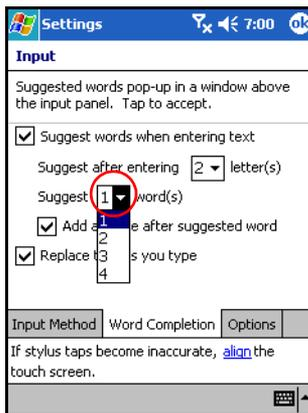 Settings 7:00 ok
Input
Suggested words pop-up in a window above
the input panel. Tap to accept.
Suggest words when entering text
Suggest after entering 2 letter(s)
Suggest 1 word(s)
1
Add a e after suggested word
2
Replace t s you type
3
4
Input Method Word Completion Options
If stylus taps become inaccurate, align the
touch screen.